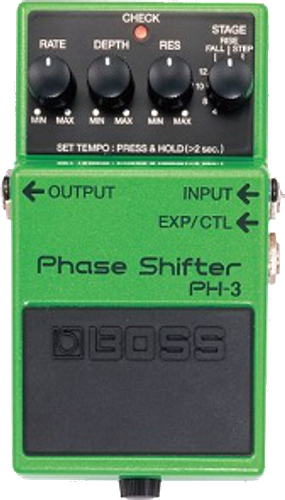 CHECK
RATE DEPTH RES STAGE
RISE
FALL STEP
12
10
8
4
MIN MAX MIN MAX MIN MAX
SET TEMPO : PRESS & HOLD (>2 sec.)
← OUTPUT INPUT ←
EXP/CTL ←
Phase Shifter
PH-3
BOSS